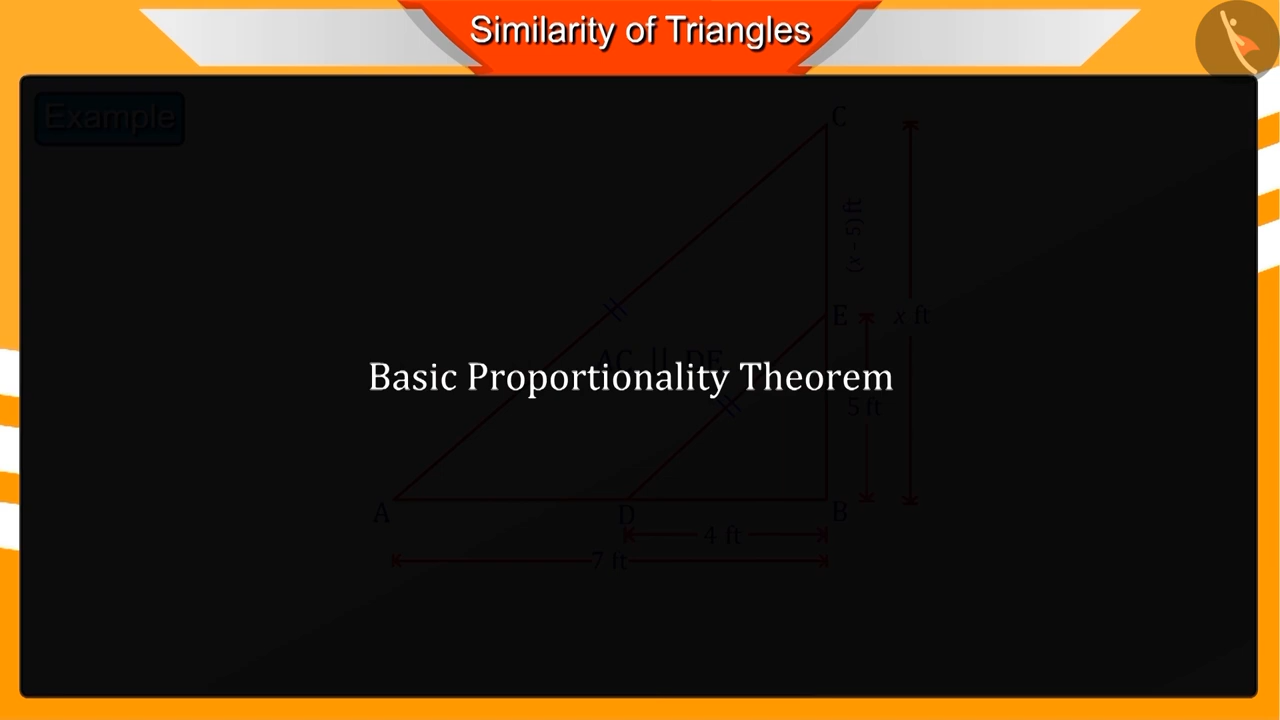 Similarity of Triangles
Example
C
(x – 5) ft
E
x ft
AC || DE
Basic Proportionality Theorem
5 ft
A
D
B
4 ft
7 ft